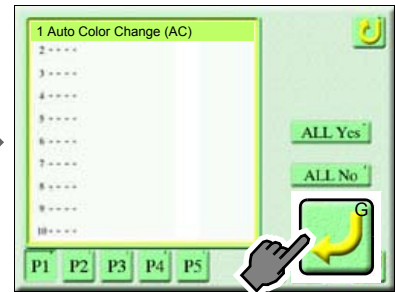 1 Auto Color Change (AC)
2 - - - -
3 - - - -
4 - - - -
5 - - - -
6 - - - -
7 - - - -
8 - - - -
9 - - - -
10 - - - -
ALL Yes
ALL No
G
P1 P2 P3 P4 P5